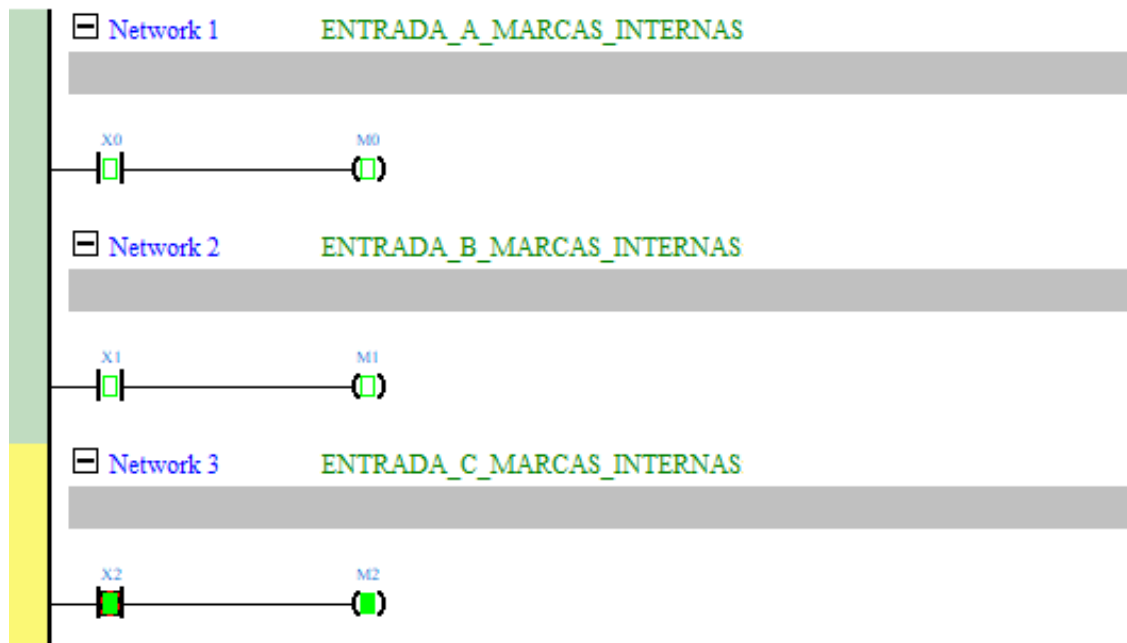 Network 1 ENTRADA_A_MARCAS_INTERNAS
X0 M0
Network 2 ENTRADA_B_MARCAS_INTERNAS
X1 M1
Network 3 ENTRADA_C_MARCAS_INTERNAS
X2 M2